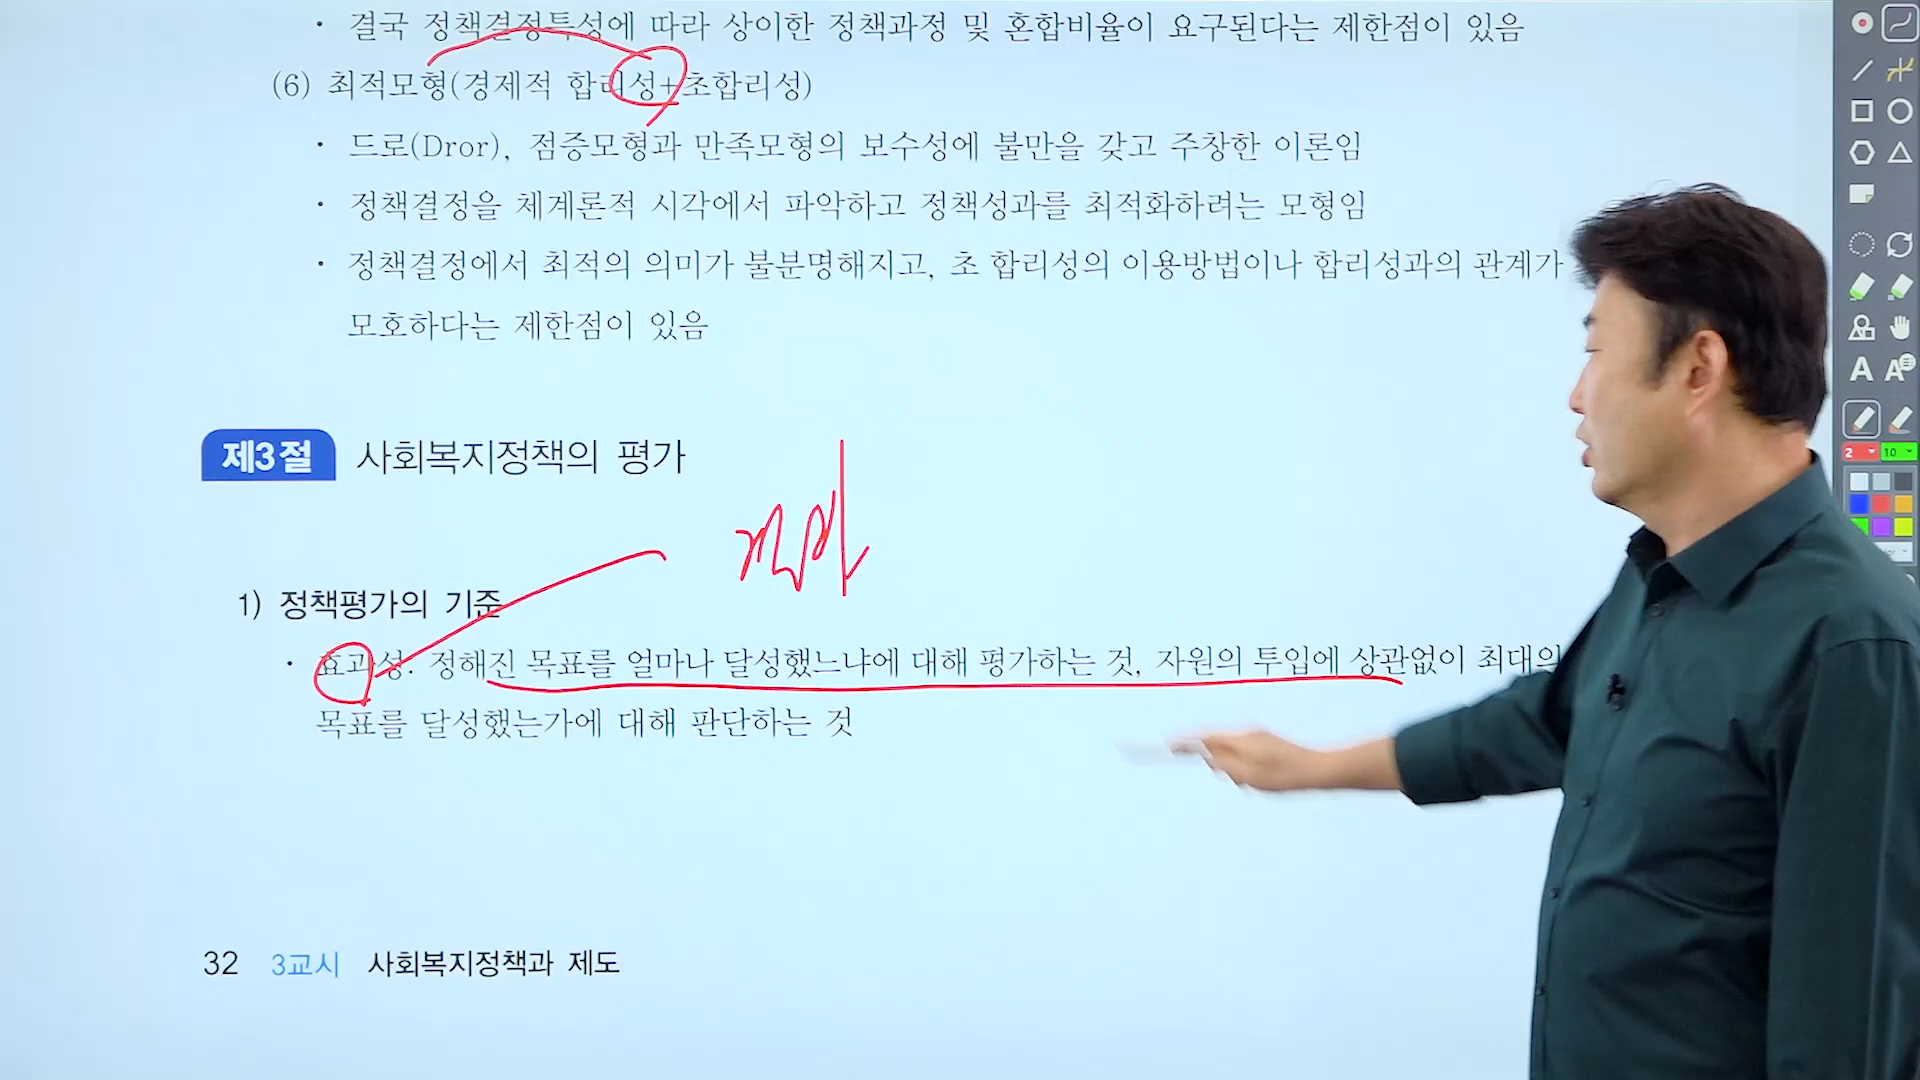 · 결국 정책결정특성에 따라 상이한 정책과정 및 혼합비율이 요구된다는 제한점이 있음
(6) 최적모형(경제적 합리성+초합리성)
· 드로(Dror), 점증모형과 만족모형의 보수성에 불만을 갖고 주창한 이론임
· 정책결정을 체계론적 시각에서 파악하고 정책성과를 최적화하려는 모형임
· 정책결정에서 최적의 의미가 불분명해지고, 초 합리성의 이용방법이나 합리성과의 관계가
모호하다는 제한점이 있음
제3절 사회복지정책의 평가
1) 정책평가의 기준
· 효과성: 정해진 목표를 얼마나 달성했느냐에 대해 평가하는 것, 자원의 투입에 상관없이 최대의
목표를 달성했는가에 대해 판단하는 것
32 3교시 사회복지정책과 제도
A A
2 10